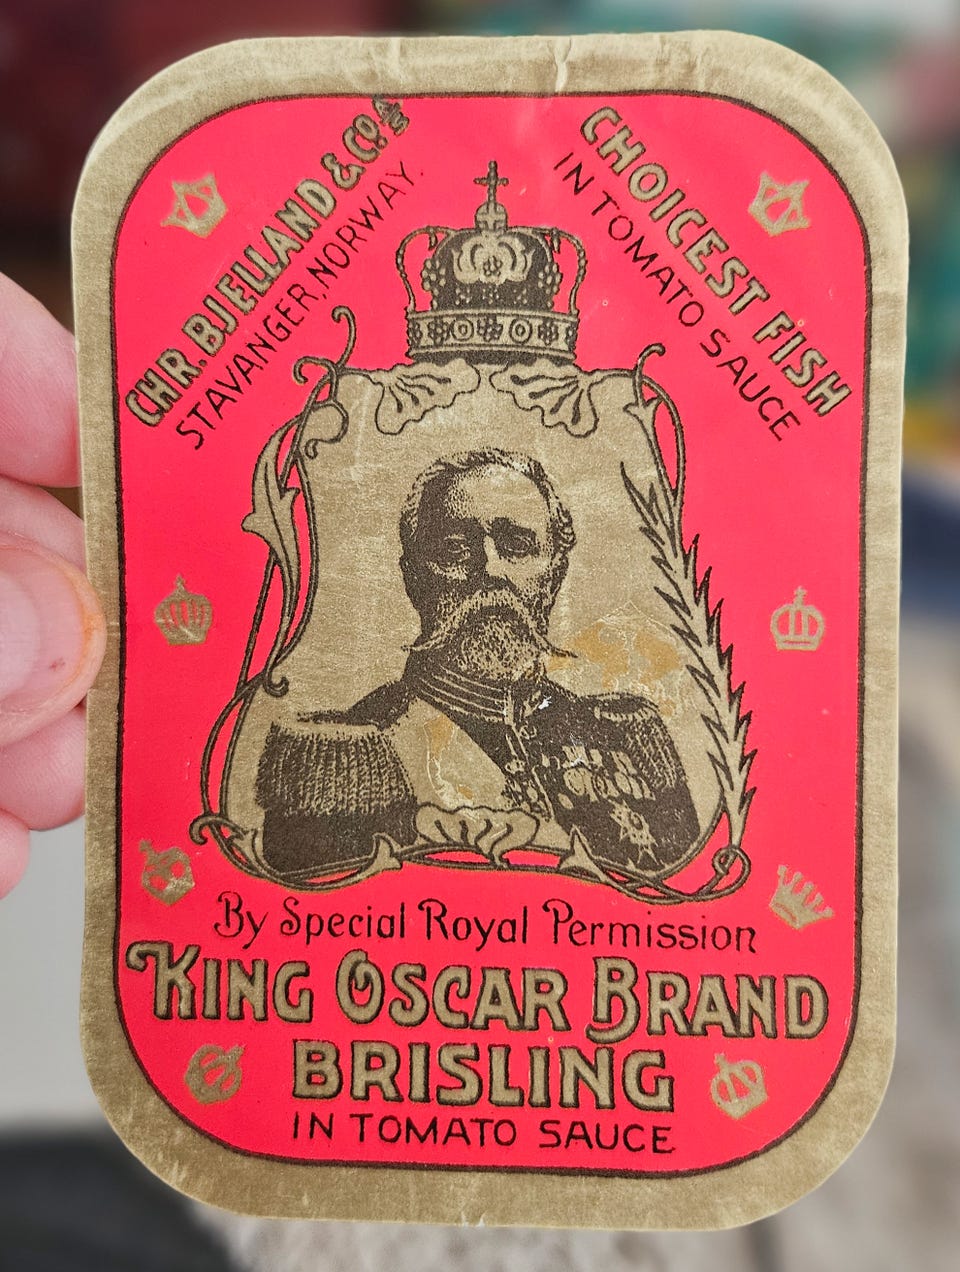 CHR. BJELLAND & CO. A/S
STAVANGER, NORWAY.
CHOICEST FISH
IN TOMATO SAUCE
By Special Royal Permission
KING OSCAR BRAND
BRISLING
IN TOMATO SAUCE